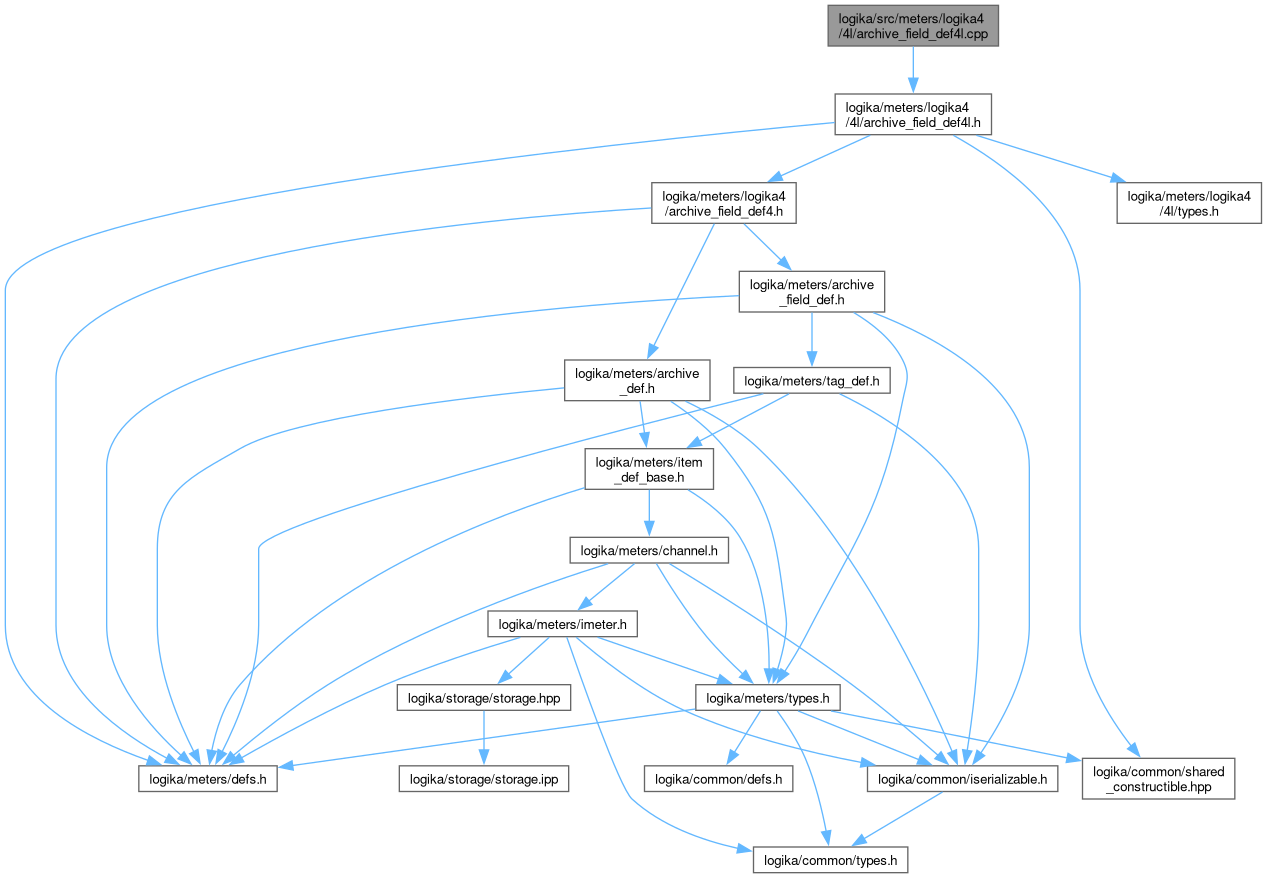 logika/src/meters/logika4
/4l/archive_field_def4l.cpp
logika/meters/logika4
/4l/archive_field_def4l.h
logika/meters/logika4
/archive_field_def4.h
logika/meters/logika4
/4l/types.h
logika/meters/archive
_field_def.h
logika/meters/archive
_def.h
logika/meters/tag_def.h
logika/meters/item
_def_base.h
logika/meters/channel.h
logika/meters/imeter.h
logika/storage/storage.hpp
logika/meters/types.h
logika/meters/defs.h
logika/storage/storage.ipp
logika/common/defs.h
logika/common/iserializable.h
logika/common/shared
_constructible.hpp
logika/common/types.h